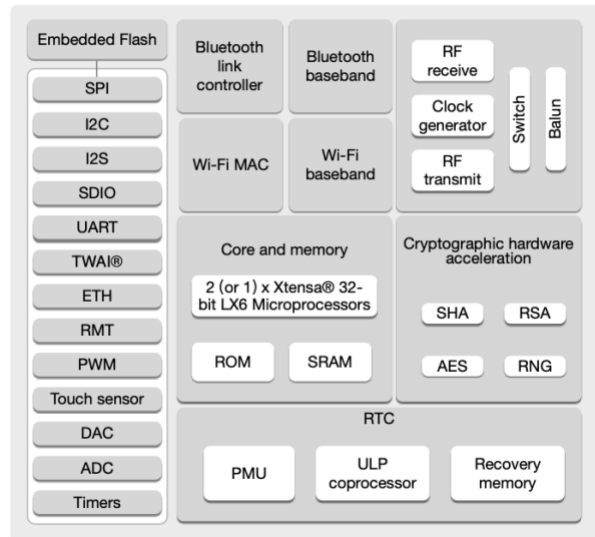 Embedded Flash
SPI
I2C
I2S
SDIO
UART
TWAI®
ETH
RMT
PWM
Touch sensor
DAC
ADC
Timers
Bluetooth
link
controller
Bluetooth
baseband
Wi-Fi MAC
Wi-Fi
baseband
RF
receive
Clock
generator
RF
transmit
Switch
Balun
Core and memory
2 (or 1) x Xtensa® 32-
bit LX6 Microprocessors
ROM
SRAM
Cryptographic hardware
acceleration
SHA
RSA
AES
RNG
RTC
PMU
ULP
coprocessor
Recovery
memory